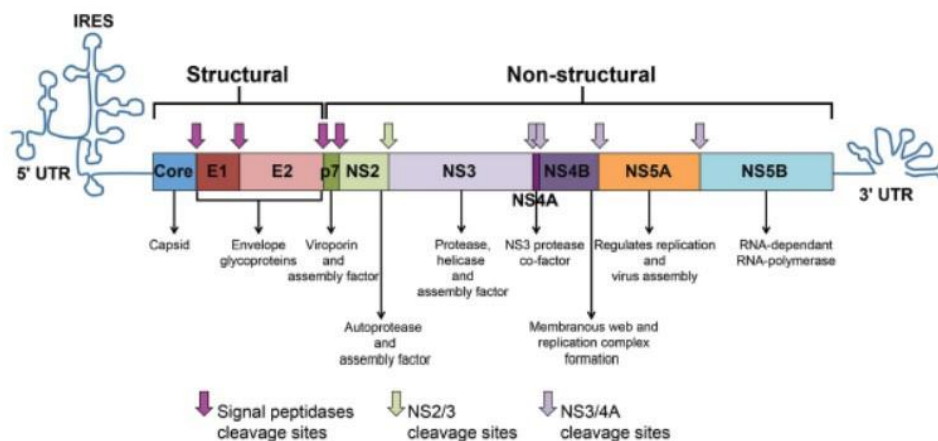 IRES
Structural
Non-structural
5' UTR
Core
E1
E2
p7
NS2
NS3
NS4A
NS4B
NS5A
NS5B
3' UTR
Capsid
Envelope
glycoproteins
Viroporin
and
assembly factor
Protease,
helicase
and
assembly factor
NS3 protease
co-factor
Regulates replication
and
virus assembly
RNA-dependant
RNA-polymerase
Autoprotease
and
assembly factor
Membranous web and
replication complex
formation
Signal peptidases
cleavage sites
NS2/3
cleavage sites
NS3/4A
cleavage sites